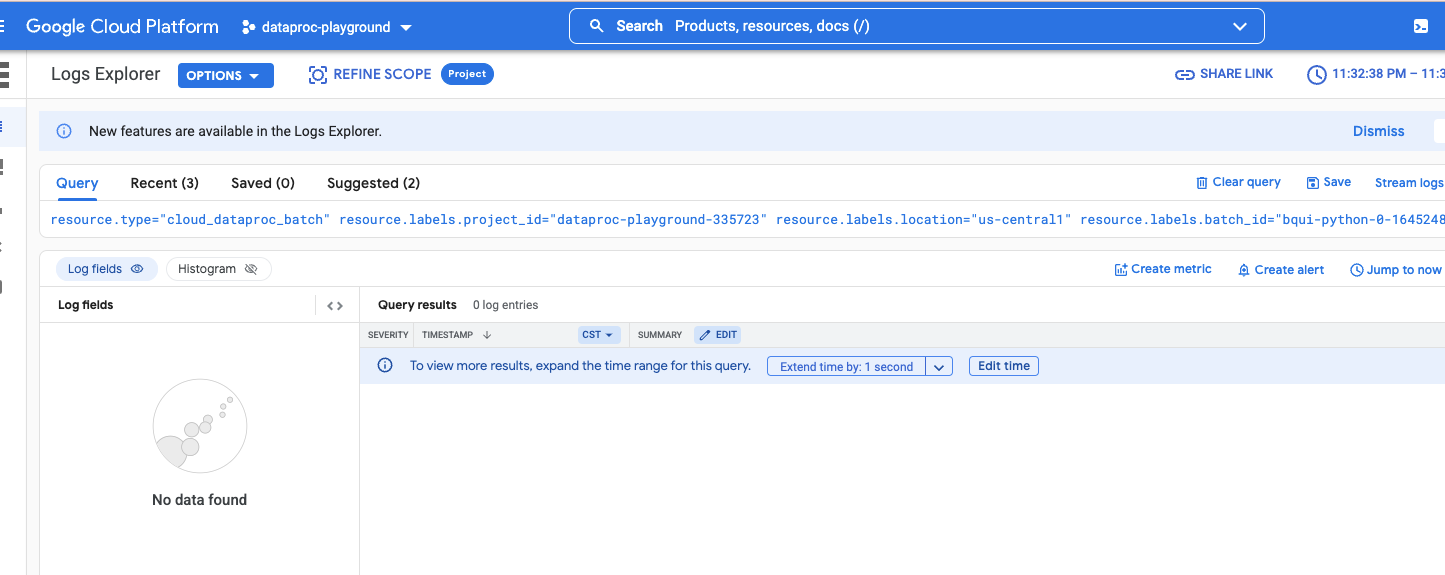 Google Cloud Platform dataproc-playground Search Products, resources, docs (/)
Logs Explorer OPTIONS REFINE SCOPE Project SHARE LINK 11:32:38 PM – 11:3
New features are available in the Logs Explorer. Dismiss
Query Recent (3) Saved (0) Suggested (2) Clear query Save Stream logs
resource.type="cloud_dataproc_batch" resource.labels.project_id="dataproc-playground-335723" resource.labels.location="us-central1" resource.labels.batch_id="bqui-python-0-1645248
Log fields Histogram Create metric Create alert Jump to now
Log fields <> Query results 0 log entries
SEVERITY TIMESTAMP CST SUMMARY EDIT
To view more results, expand the time range for this query. Extend time by: 1 second Edit time
No data found